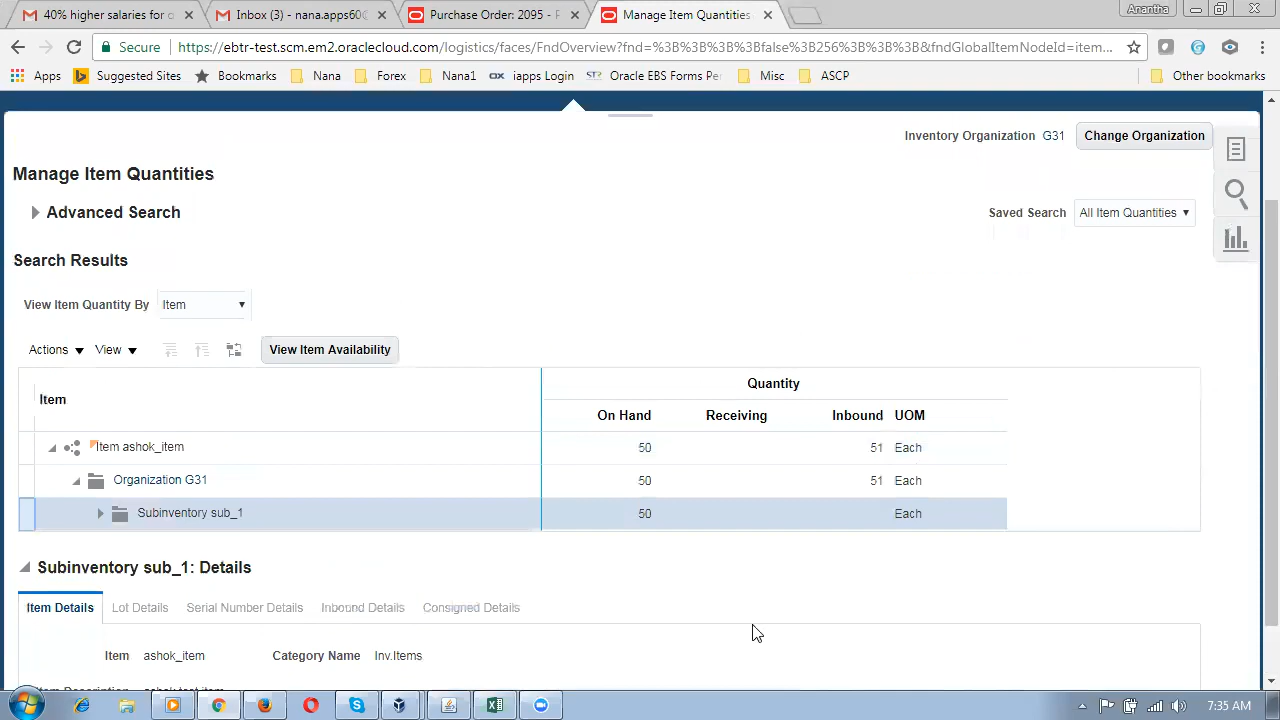 40% higher salaries for o
Inbox (3) - nana.apps60@
Purchase Order: 2095 - P
Manage Item Quantities
Anantha
Secure
https://ebtr-test.scm.em2.oraclecloud.com/logistics/faces/FndOverview?fnd=%3B%3B%3B%3Bfalse%3B256%3B%3B%3B&fndGlobalItemNodeId=item...
Apps
Suggested Sites
Bookmarks
Nana
Forex
Nana1
iapps Login
Oracle EBS Forms Pe
Misc
ASCP
Other bookmarks
Inventory Organization G31
Change Organization
Manage Item Quantities
Advanced Search
Saved Search
All Item Quantities
Search Results
View Item Quantity By
Item
Actions
View
View Item Availability
Item
Quantity
On Hand
Receiving
Inbound
UOM
Item ashok_item
50
51
Each
Organization G31
50
51
Each
Subinventory sub_1
50
Each
Subinventory sub_1: Details
Item Details
Lot Details
Serial Number Details
Inbound Details
Consigned Details
Item
ashok_item
Category Name
Inv.Items
7:35 AM